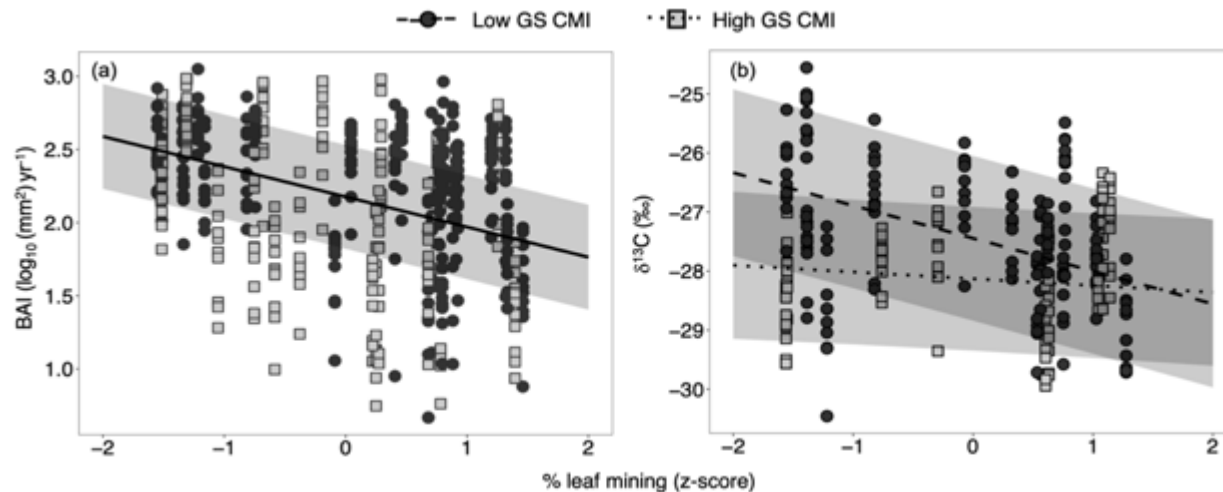 Low GS CMI High GS CMI
(a)
3.0
2.5
2.0
1.5
1.0
BAI (log₁₀ (mm²) yr⁻¹)
−2 −1 0 1 2
(b)
−25
−26
−27
−28
−29
−30
δ¹³C (‰)
−2 −1 0 1 2
% leaf mining (z-score)